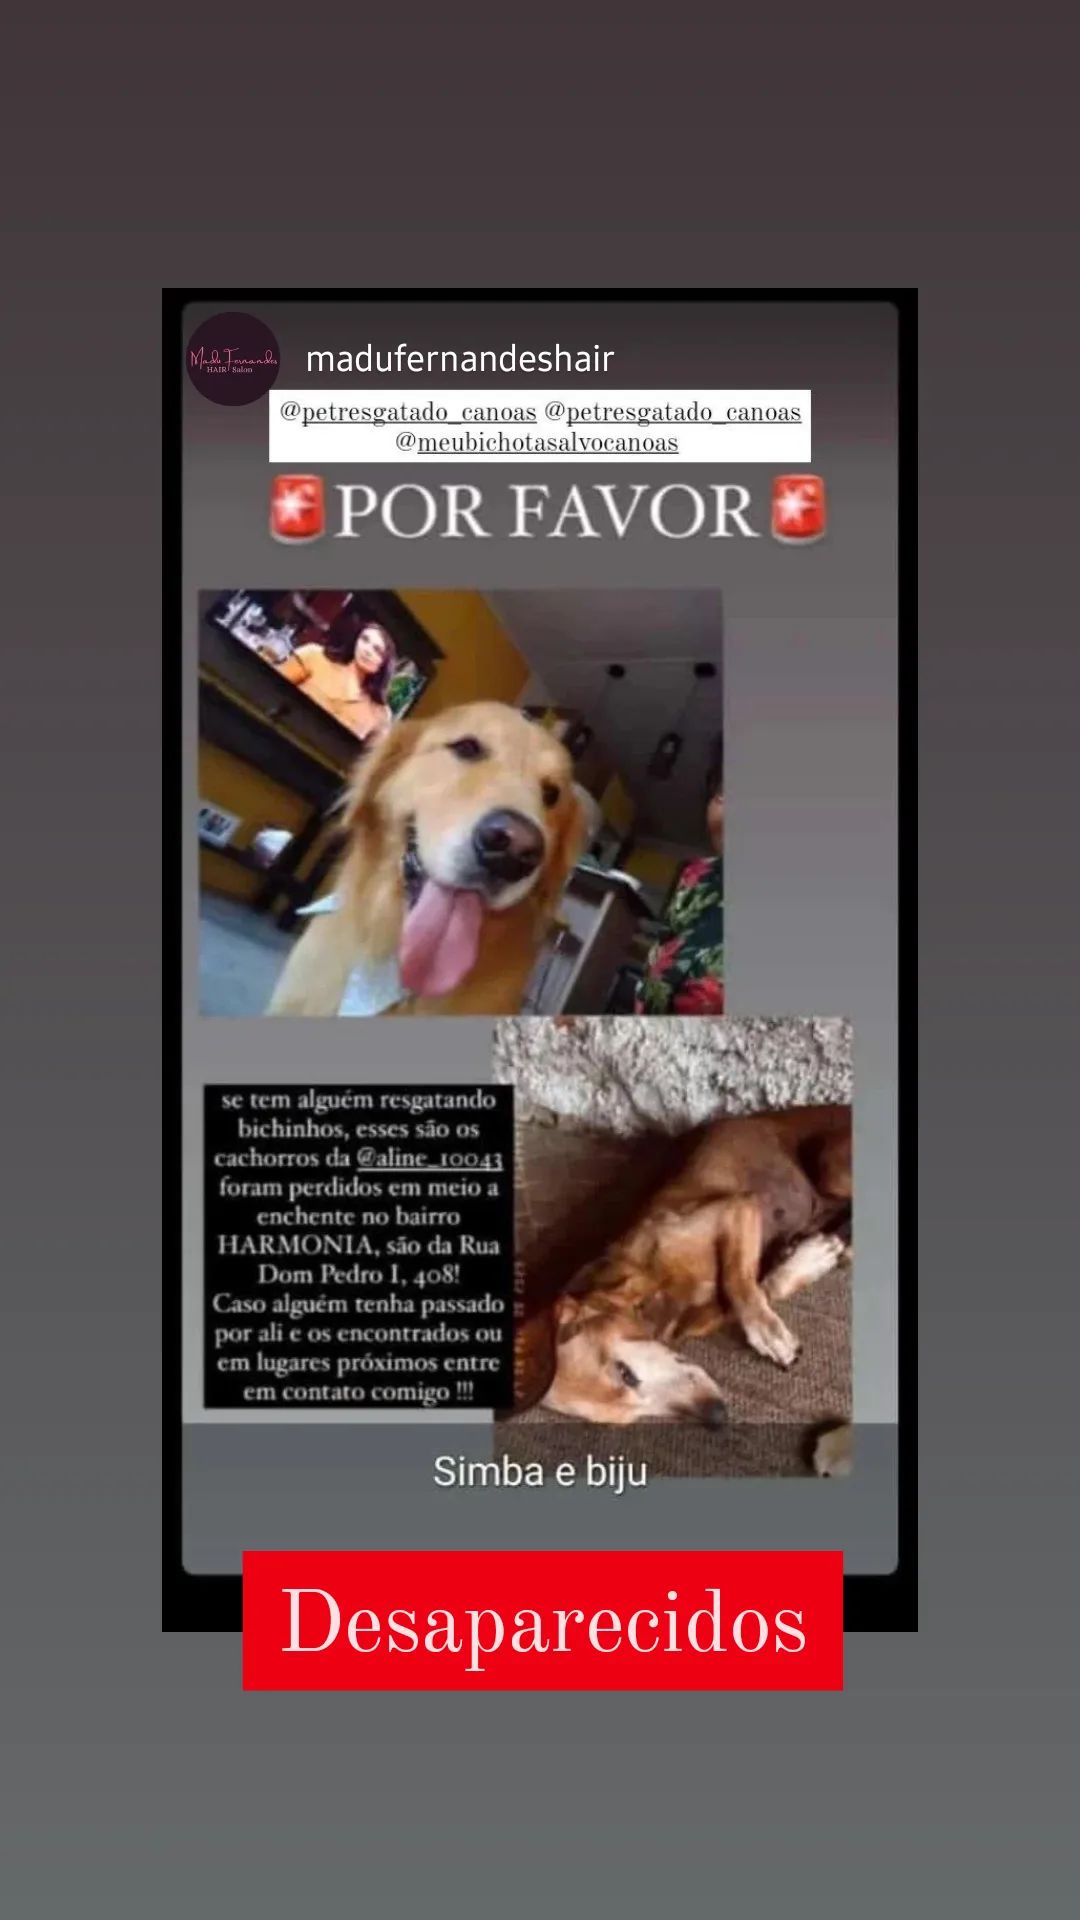 Madu Fernandes
HAIR Salon
madufernandeshair
@petresgatado_canoas @petresgatado_canoas
@meubichotasalvocanoas
🚨POR FAVOR🚨
se tem alguém resgatando
bichinhos, esses são os
cachorros da @aline_10043
foram perdidos em meio a
enchente no bairro
HARMONIA, são da Rua
Dom Pedro I, 408!
Caso alguém tenha passado
por ali e os encontrados ou
em lugares próximos entre
em contato comigo !!!
Simba e biju
Desaparecidos